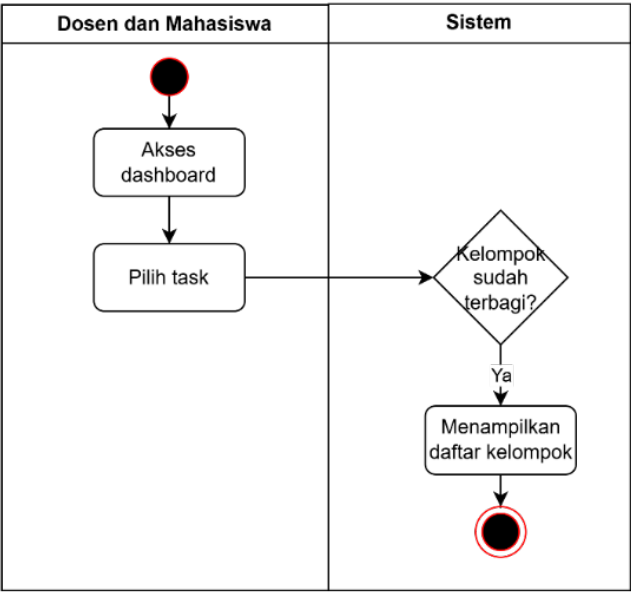 Dosen dan Mahasiswa
Sistem
Akses
dashboard
Pilih task
Kelompok
sudah
terbagi?
Ya
Menampilkan
daftar kelompok